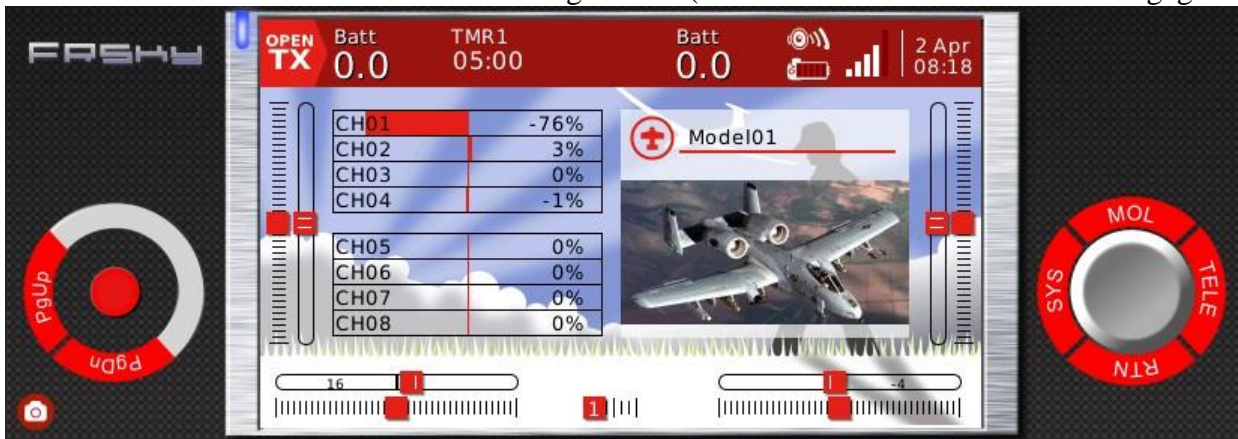 FRSKY
OPEN TX
Batt 0.0
TMR1 05:00
Batt 0.0
2 Apr 08:18
CH01 -76%
CH02 3%
CH03 0%
CH04 -1%
CH05 0%
CH06 0%
CH07 0%
CH08 0%
Model01
PgUp
PgDn
MOL
TELE
RTN
SYS
16
-4
1